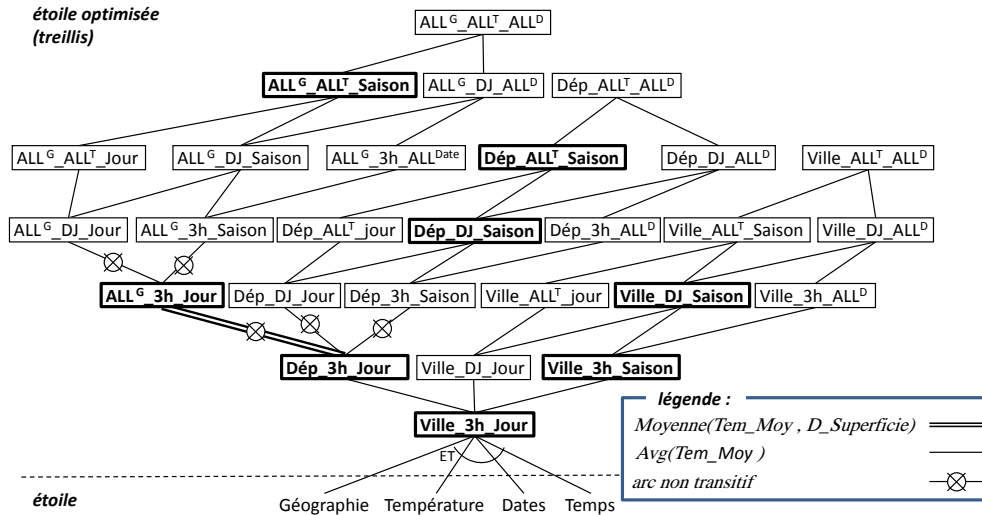 étoile optimisée
(treillis)
ALLᴳ_ALLᵀ_ALLᴰ
ALLᴳ_ALLᵀ_Saison ALLᴳ_DJ_ALLᴰ Dép_ALLᵀ_ALLᴰ
ALLᴳ_ALLᵀ_Jour ALLᴳ_DJ_Saison ALLᴳ_3h_ALLᴰᵃᵗᵉ Dép_ALLᵀ_Saison Dép_DJ_ALLᴰ Ville_ALLᵀ_ALLᴰ
ALLᴳ_DJ_Jour ALLᴳ_3h_Saison Dép_ALLᵀ_jour Dép_DJ_Saison Dép_3h_ALLᴰ Ville_ALLᵀ_Saison Ville_DJ_ALLᴰ
ALLᴳ_3h_Jour Dép_DJ_Jour Dép_3h_Saison Ville_ALLᵀ_jour Ville_DJ_Saison Ville_3h_ALLᴰ
Dép_3h_Jour Ville_DJ_Jour Ville_3h_Saison
Ville_3h_Jour
ET
étoile
Géographie Température Dates Temps
légende :
Moyenne(Tem_Moy , D_Superficie)
Avg(Tem_Moy )
arc non transitif